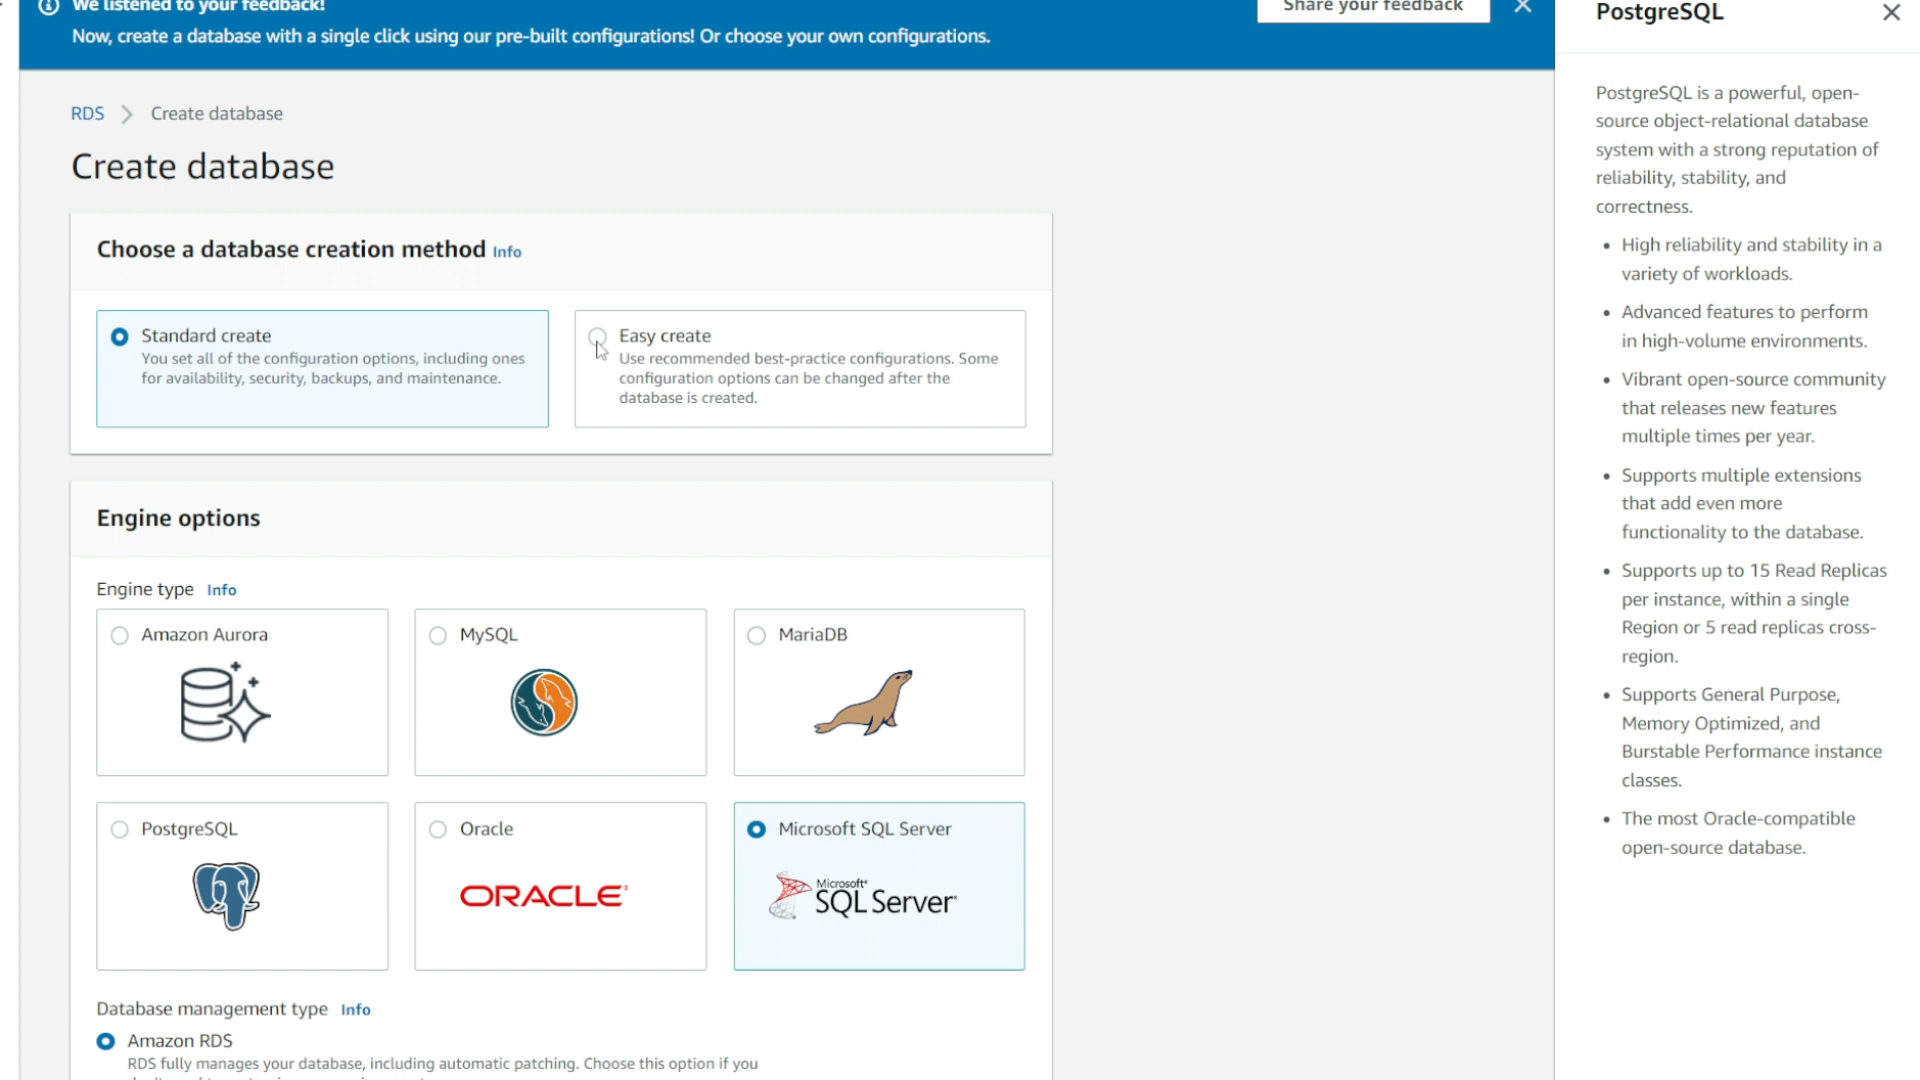 We listened to your feedback!
Now, create a database with a single click using our pre-built configurations! Or choose your own configurations.
Share your feedback
RDS
Create database
Create database
Choose a database creation method Info
Standard create
You set all of the configuration options, including ones
for availability, security, backups, and maintenance.
Easy create
Use recommended best-practice configurations. Some
configuration options can be changed after the
database is created.
Engine options
Engine type Info
Amazon Aurora
MySQL
MariaDB
PostgreSQL
Oracle
ORACLE
Microsoft SQL Server
Microsoft
SQL Server
Database management type Info
Amazon RDS
RDS fully manages your database, including automatic patching. Choose this option if you
PostgreSQL
PostgreSQL is a powerful, open-
source object-relational database
system with a strong reputation of
reliability, stability, and
correctness.
High reliability and stability in a
variety of workloads.
Advanced features to perform
in high-volume environments.
Vibrant open-source community
that releases new features
multiple times per year.
Supports multiple extensions
that add even more
functionality to the database.
Supports up to 15 Read Replicas
per instance, within a single
Region or 5 read replicas cross-
region.
Supports General Purpose,
Memory Optimized, and
Burstable Performance instance
classes.
The most Oracle-compatible
open-source database.